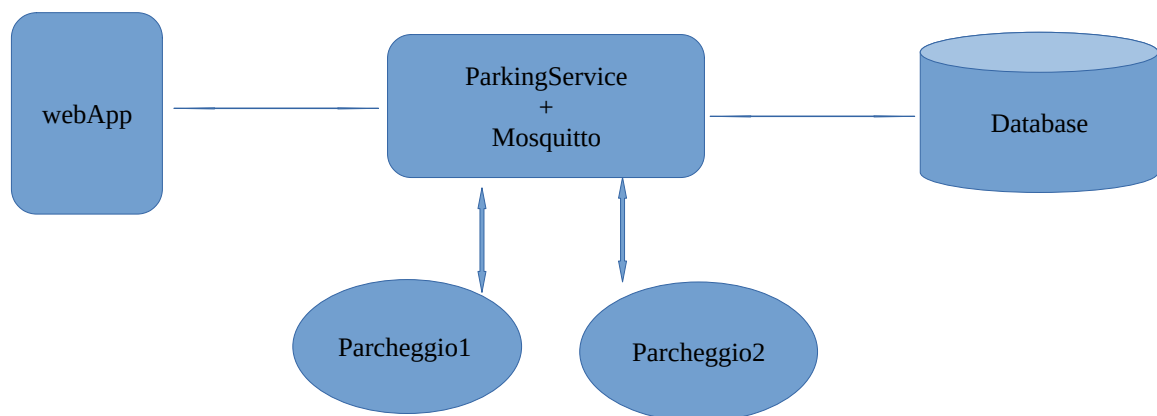 webApp
ParkingService
+
Mosquitto
Database
Parcheggio1
Parcheggio2